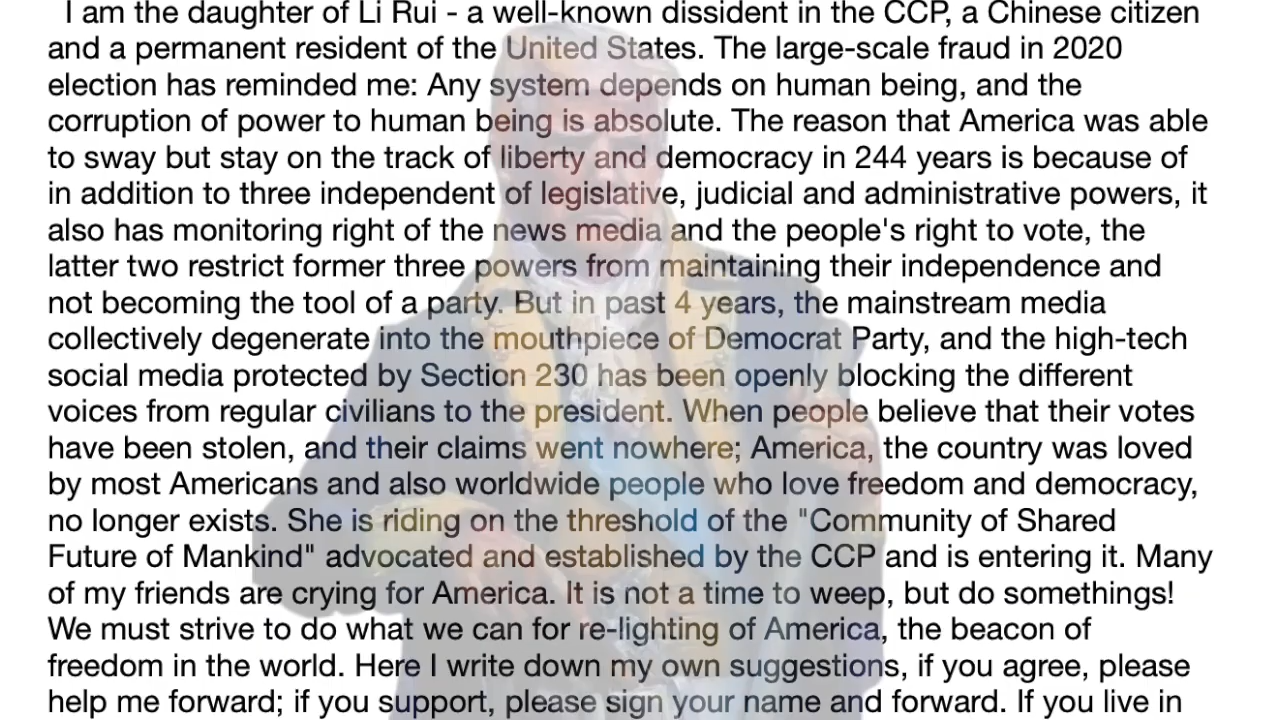 I am the daughter of Li Rui - a well-known dissident in the CCP, a Chinese citizen
and a permanent resident of the United States. The large-scale fraud in 2020
election has reminded me: Any system depends on human being, and the
corruption of power to human being is absolute. The reason that America was able
to sway but stay on the track of liberty and democracy in 244 years is because of
in addition to three independent of legislative, judicial and administrative powers, it
also has monitoring right of the news media and the people's right to vote, the
latter two restrict former three powers from maintaining their independence and
not becoming the tool of a party. But in past 4 years, the mainstream media
collectively degenerate into the mouthpiece of Democrat Party, and the high-tech
social media protected by Section 230 has been openly blocking the different
voices from regular civilians to the president. When people believe that their votes
have been stolen, and their claims went nowhere; America, the country was loved
by most Americans and also worldwide people who love freedom and democracy,
no longer exists. She is riding on the threshold of the "Community of Shared
Future of Mankind" advocated and established by the CCP and is entering it. Many
of my friends are crying for America. It is not a time to weep, but do somethings!
We must strive to do what we can for re-lighting of America, the beacon of
freedom in the world. Here I write down my own suggestions, if you agree, please
help me forward; if you support, please sign your name and forward. If you live in